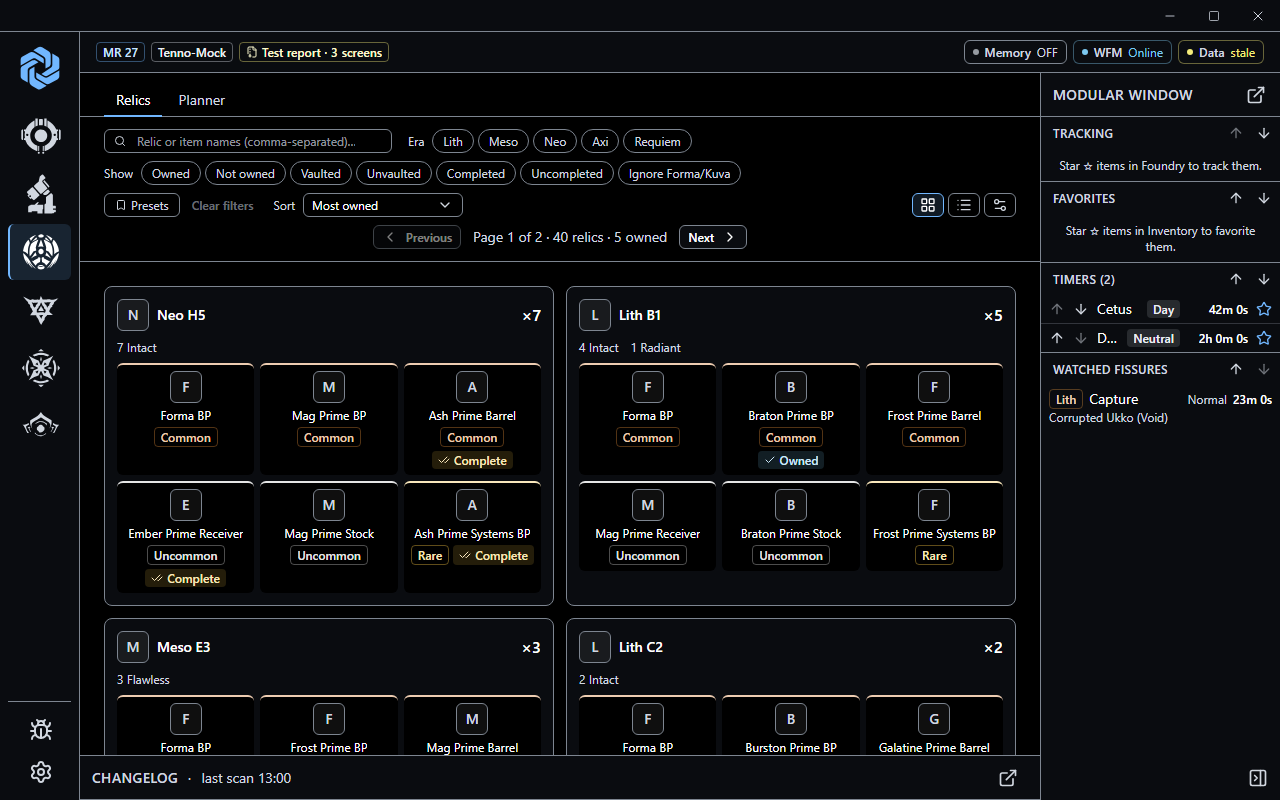 MR 27
Tenno-Mock
Test report · 3 screens
Memory OFF
WFM Online
Data stale
Relics
Planner
Relic or item names (comma-separated)...
Era
Lith
Meso
Neo
Axi
Requiem
Show
Owned
Not owned
Vaulted
Unvaulted
Completed
Uncompleted
Ignore Forma/Kuva
Presets
Clear filters
Sort
Most owned
Previous
Page 1 of 2 · 40 relics · 5 owned
Next
N
Neo H5
×7
7 Intact
F
Forma BP
Common
M
Mag Prime BP
Common
A
Ash Prime Barrel
Common
Complete
E
Ember Prime Receiver
Uncommon
Complete
M
Mag Prime Stock
Uncommon
A
Ash Prime Systems BP
Rare
Complete
L
Lith B1
×5
4 Intact 1 Radiant
F
Forma BP
Common
B
Braton Prime BP
Common
Owned
F
Frost Prime Barrel
Common
M
Mag Prime Receiver
Uncommon
B
Braton Prime Stock
Uncommon
F
Frost Prime Systems BP
Rare
M
Meso E3
×3
3 Flawless
F
Forma BP
F
Frost Prime BP
M
Mag Prime Barrel
L
Lith C2
×2
2 Intact
F
Forma BP
B
Burston Prime BP
G
Galatine Prime Barrel
CHANGELOG · last scan 13:00
MODULAR WINDOW
TRACKING
Star ☆ items in Foundry to track them.
FAVORITES
Star ☆ items in Inventory to favorite
them.
TIMERS (2)
Cetus Day 42m 0s
D... Neutral 2h 0m 0s
WATCHED FISSURES
Lith Capture Normal 23m 0s
Corrupted Ukko (Void)